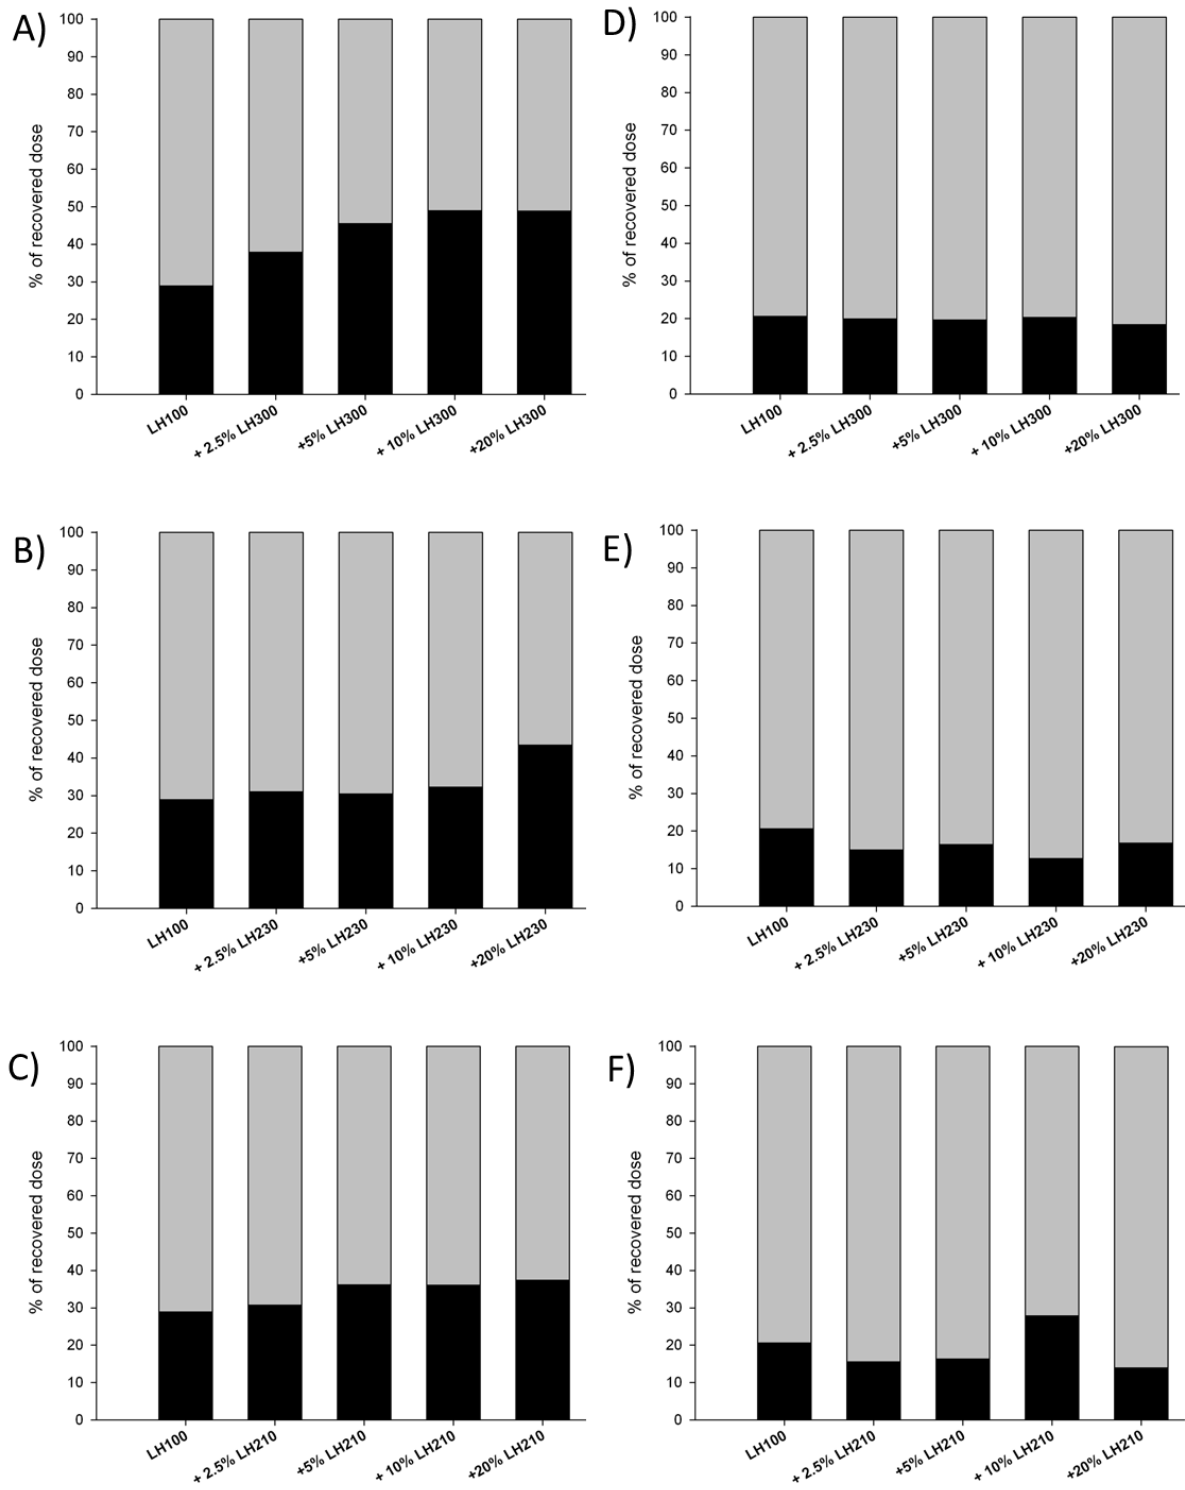 A)
% of recovered dose
100
90
80
70
60
50
40
30
20
10
0
LH100
+ 2.5% LH300
+5% LH300
+ 10% LH300
+20% LH300
D)
% of recovered dose
100
90
80
70
60
50
40
30
20
10
0
LH100
+ 2.5% LH300
+5% LH300
+ 10% LH300
+20% LH300
B)
% of recovered dose
100
90
80
70
60
50
40
30
20
10
0
LH100
+ 2.5% LH230
+5% LH230
+ 10% LH230
+20% LH230
E)
% of recovered dose
100
90
80
70
60
50
40
30
20
10
0
LH100
+ 2.5% LH230
+5% LH230
+ 10% LH230
+20% LH230
C)
% of recovered dose
100
90
80
70
60
50
40
30
20
10
0
LH100
+ 2.5% LH210
+5% LH210
+ 10% LH210
+20% LH210
F)
% of recovered dose
100
90
80
70
60
50
40
30
20
10
0
LH100
+ 2.5% LH210
+5% LH210
+ 10% LH210
+20% LH210